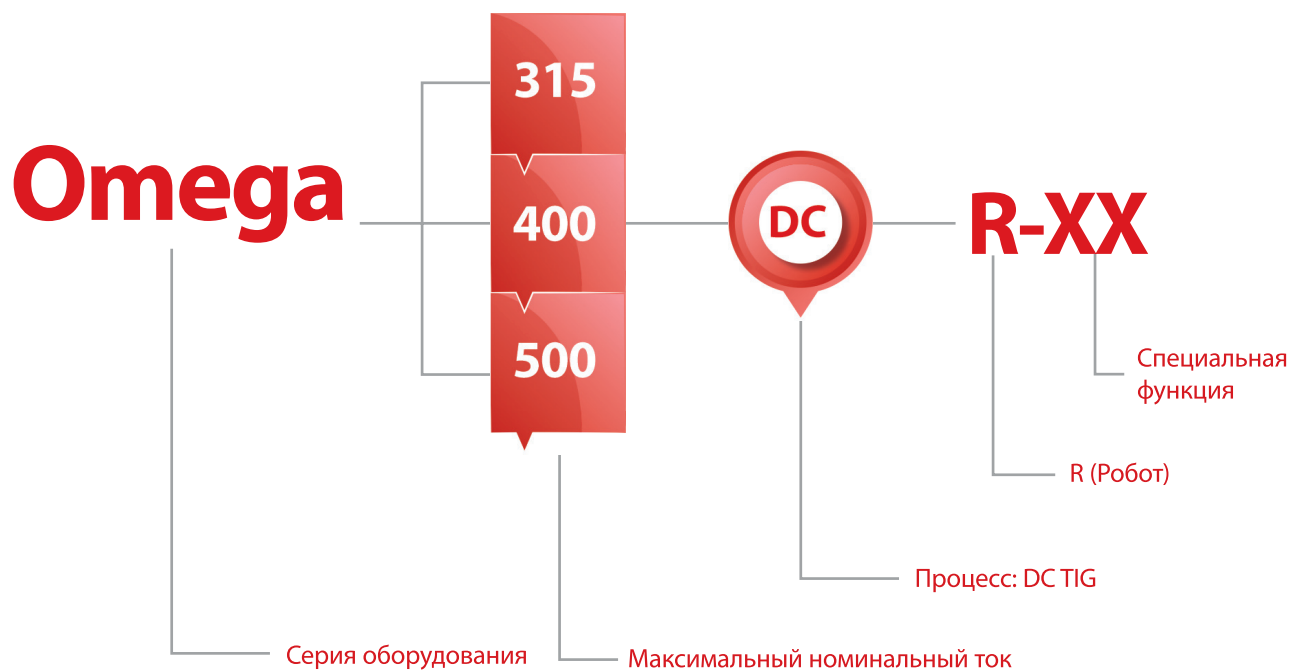 315
Omega
400
DC
R-XX
500
Специальная
функция
R (Робот)
Процесс: DC TIG
Серия оборудования
Максимальный номинальный ток